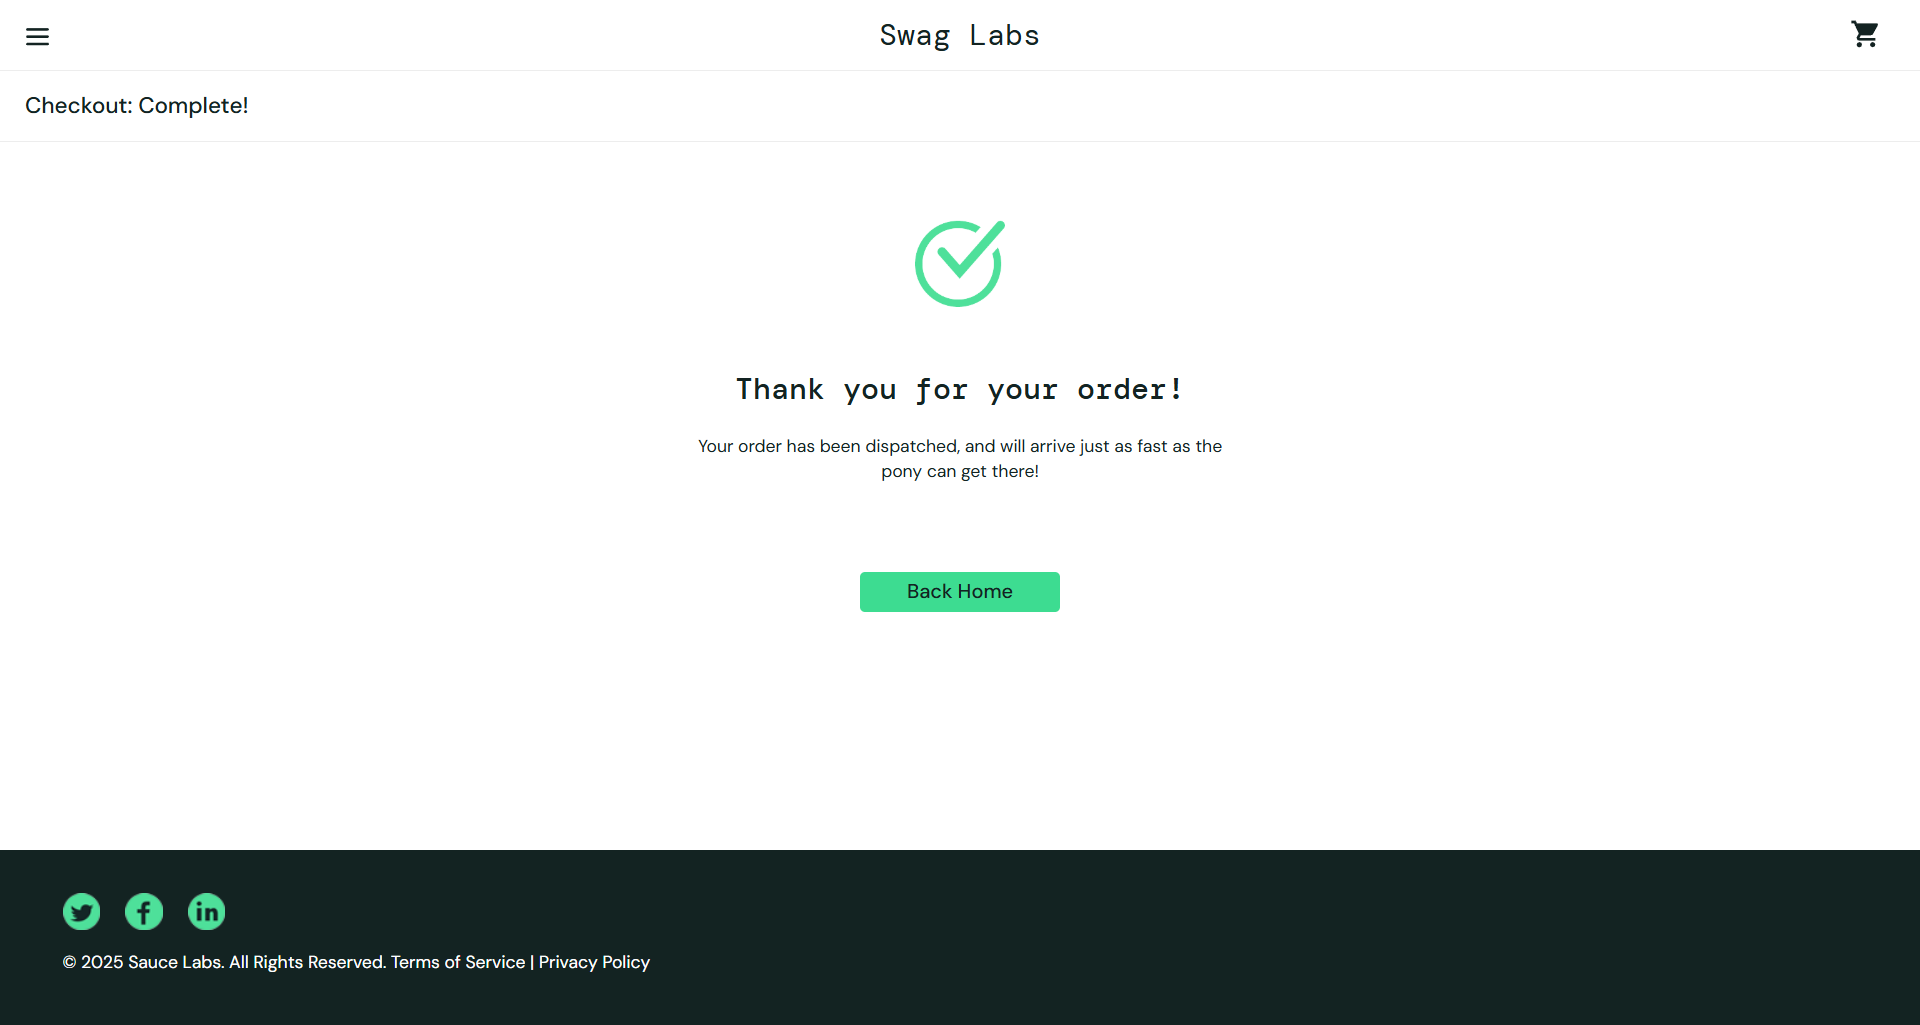 Swag Labs
Checkout: Complete!
Thank you for your order!
Your order has been dispatched, and will arrive just as fast as the
pony can get there!
Back Home
© 2025 Sauce Labs. All Rights Reserved. Terms of Service | Privacy Policy